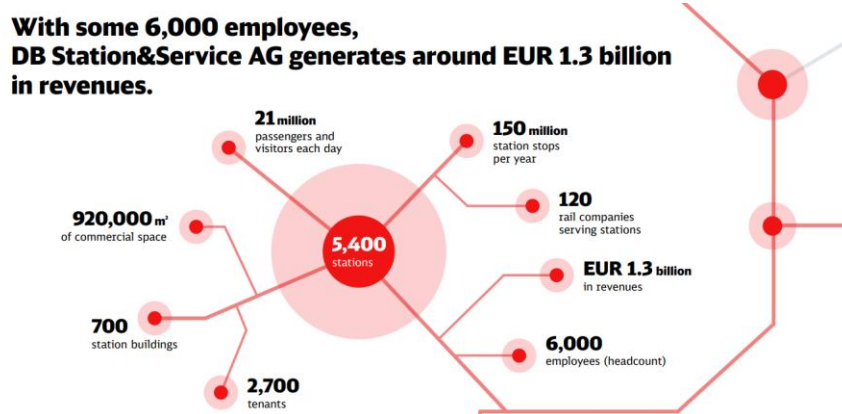 With some 6,000 employees,
DB Station&Service AG generates around EUR 1.3 billion
in revenues.
21 million
passengers and
visitors each day
150 million
station stops
per year
920,000 m²
of commercial space
120
rail companies
serving stations
5,400
stations
EUR 1.3 billion
in revenues
700
station buildings
6,000
employees (headcount)
2,700
tenants